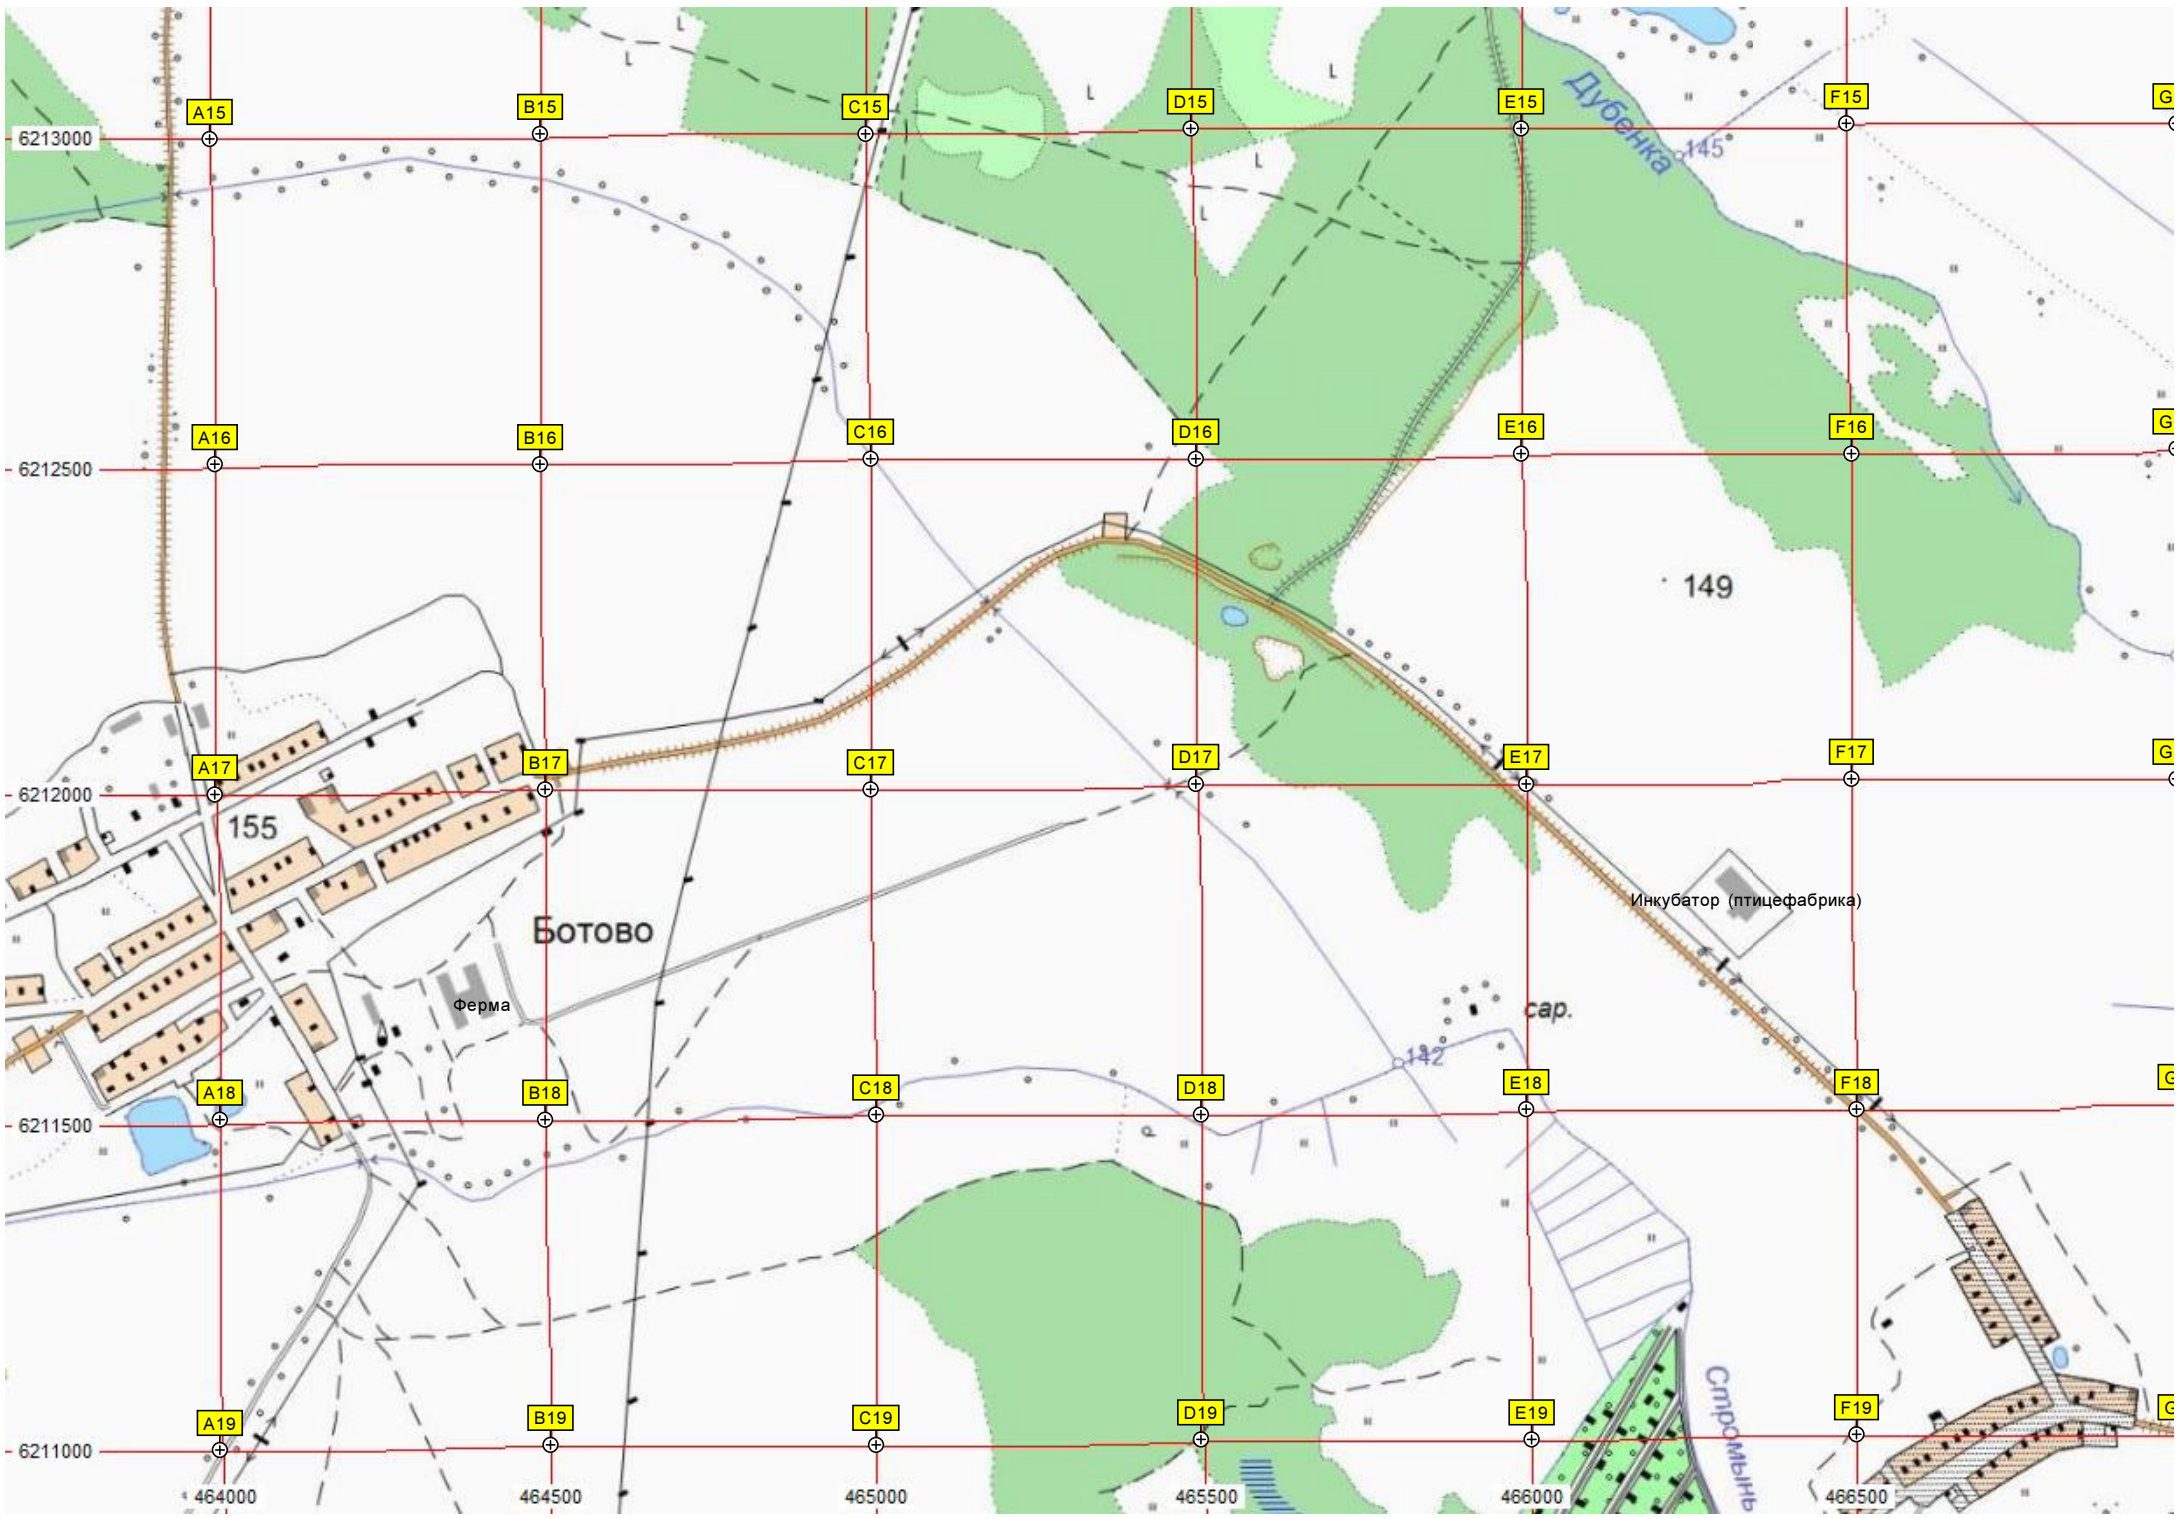 Дубенка
A15
B15
C15
D15
E15
F15
G
6213000
145
A16
B16
C16
D16
E16
F16
G
6212500
149
A17
B17
C17
D17
E17
F17
G
6212000
155
Инкубатор (птицефабрика)
Ботово
Ферма
сар.
142
A18
B18
C18
D18
E18
F18
G
6211500
Стромынь
A19
B19
C19
D19
E19
F19
G
6211000
464000
464500
465000
465500
466000
466500